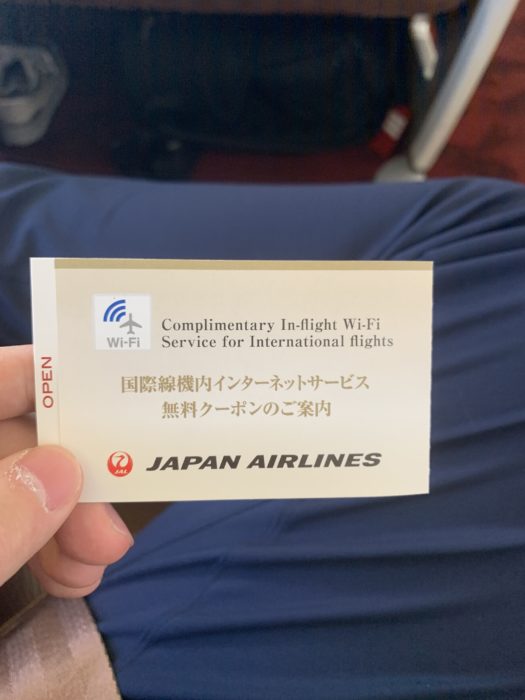 Wi-Fi
Complimentary In-flight Wi-Fi
Service for International flights
国際線機内インターネットサービス
無料クーポンのご案内
OPEN
JAL
JAPAN AIRLINES